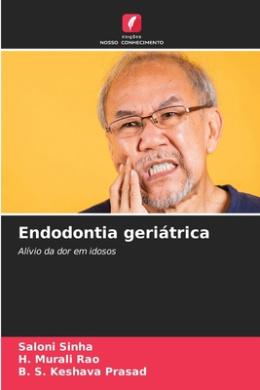 edições
NOSSO CONHECIMENTO
Endodontia geriátrica
Alívio da dor em idosos
Saloni Sinha
H. Murali Rao
B. S. Keshava Prasad